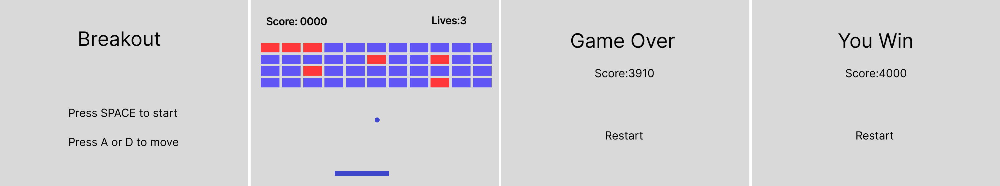 Breakout
Press SPACE to start
Press A or D to move
Score: 0000
Lives:3
Game Over
Score:3910
Restart
You Win
Score:4000
Restart